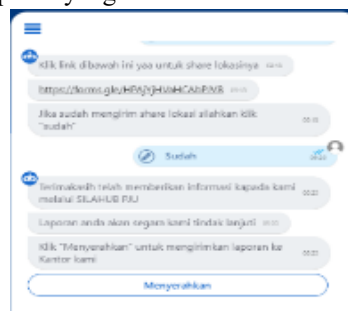 Klik link dibawah ini yaa untuk share lokasinya
Jika sudah mengirim share lokasi silahkan klik
"sudah"
Sudah
Terimakasih telah memberikan informasi kapada kami
melalui SILAHUB PJU
Laporan anda akan segara kami tindak lanjuti
Klik "Menyerahkan" untuk mengirimkan laporan ke
Kantor kami
Menyerahkan